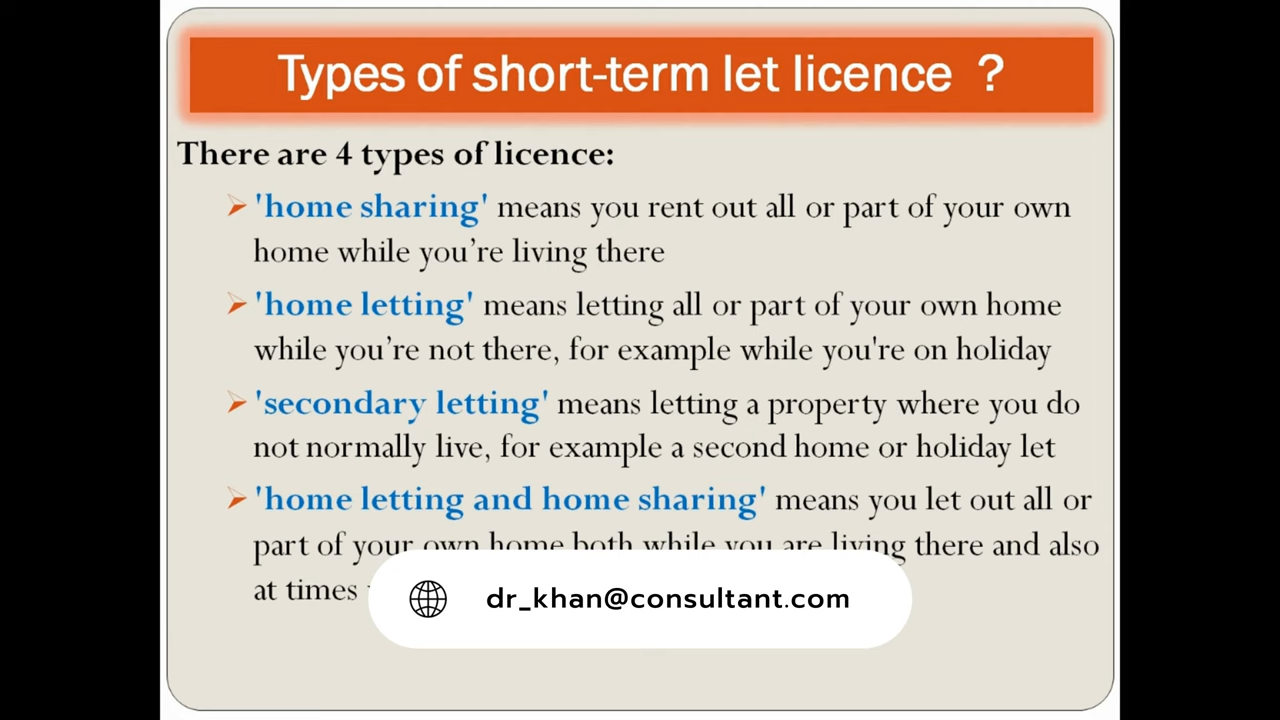 Types of short-term let licence ?
There are 4 types of licence:
'home sharing' means you rent out all or part of your own
home while you’re living there
'home letting' means letting all or part of your own home
while you’re not there, for example while you're on holiday
'secondary letting' means letting a property where you do
not normally live, for example a second home or holiday let
'home letting and home sharing' means you let out all or
part of your own home both while you are living there and also
at times
dr_khan@consultant.com